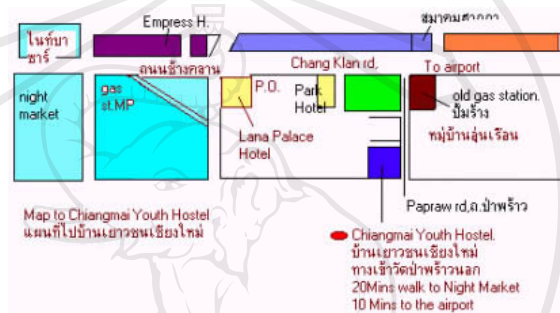 Empress H.
ไนท์บา
ซาร์
ถนนช้างคลาน
Chang Klan rd,
To airport
night
market
gas
st.MP
P.O.
Park
Hotel
Lana Palace
Hotel
old gas station.
ปั๊มร้าง
หมู่บ้านอุ่นเรือน
Papraw rd,ถ.ป่าพร้าว
Map to Chiangmai Youth Hostel
แผนที่ไปบ้านเยาวชนเชียงใหม่
Chiangmai Youth Hostel.
บ้านเยาวชนเชียงใหม่
ทางเข้าวัดป่าพร้าวนอก
20Mins walk to Night Market
10 Mins to the airport